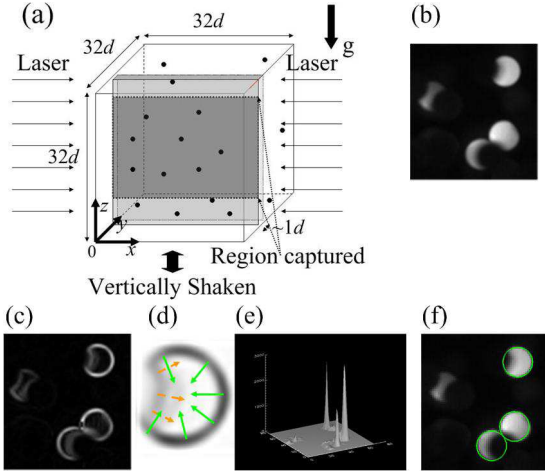 (a)
32d
32d
g
Laser
Laser
32d
z
y
x
0
~1d
Region captured
Vertically Shaken
(b)
(c)
(d)
(e)
(f)